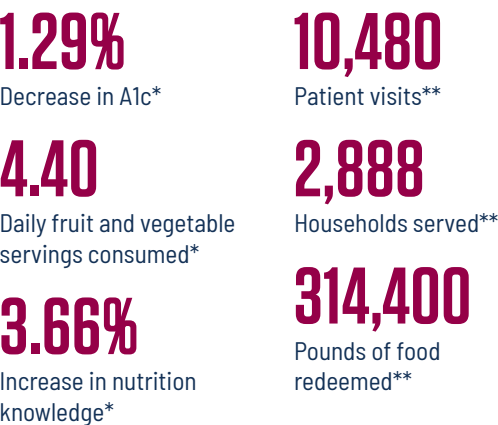 1.29%
Decrease in A1c*
4.40
Daily fruit and vegetable
servings consumed*
3.66%
Increase in nutrition
knowledge*
10,480
Patient visits**
2,888
Households served**
314,400
Pounds of food
redeemed**